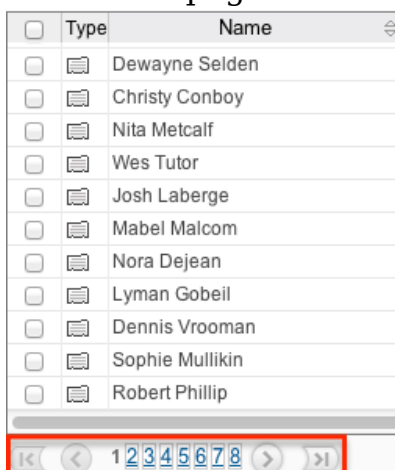 Type Name
Dewayne Selden
Christy Conboy
Nita Metcalf
Wes Tutor
Josh Laberge
Mabel Malcom
Nora Dejean
Lyman Gobeil
Dennis Vrooman
Sophie Mullikin
Robert Phillip
1 2 3 4 5 6 7 8